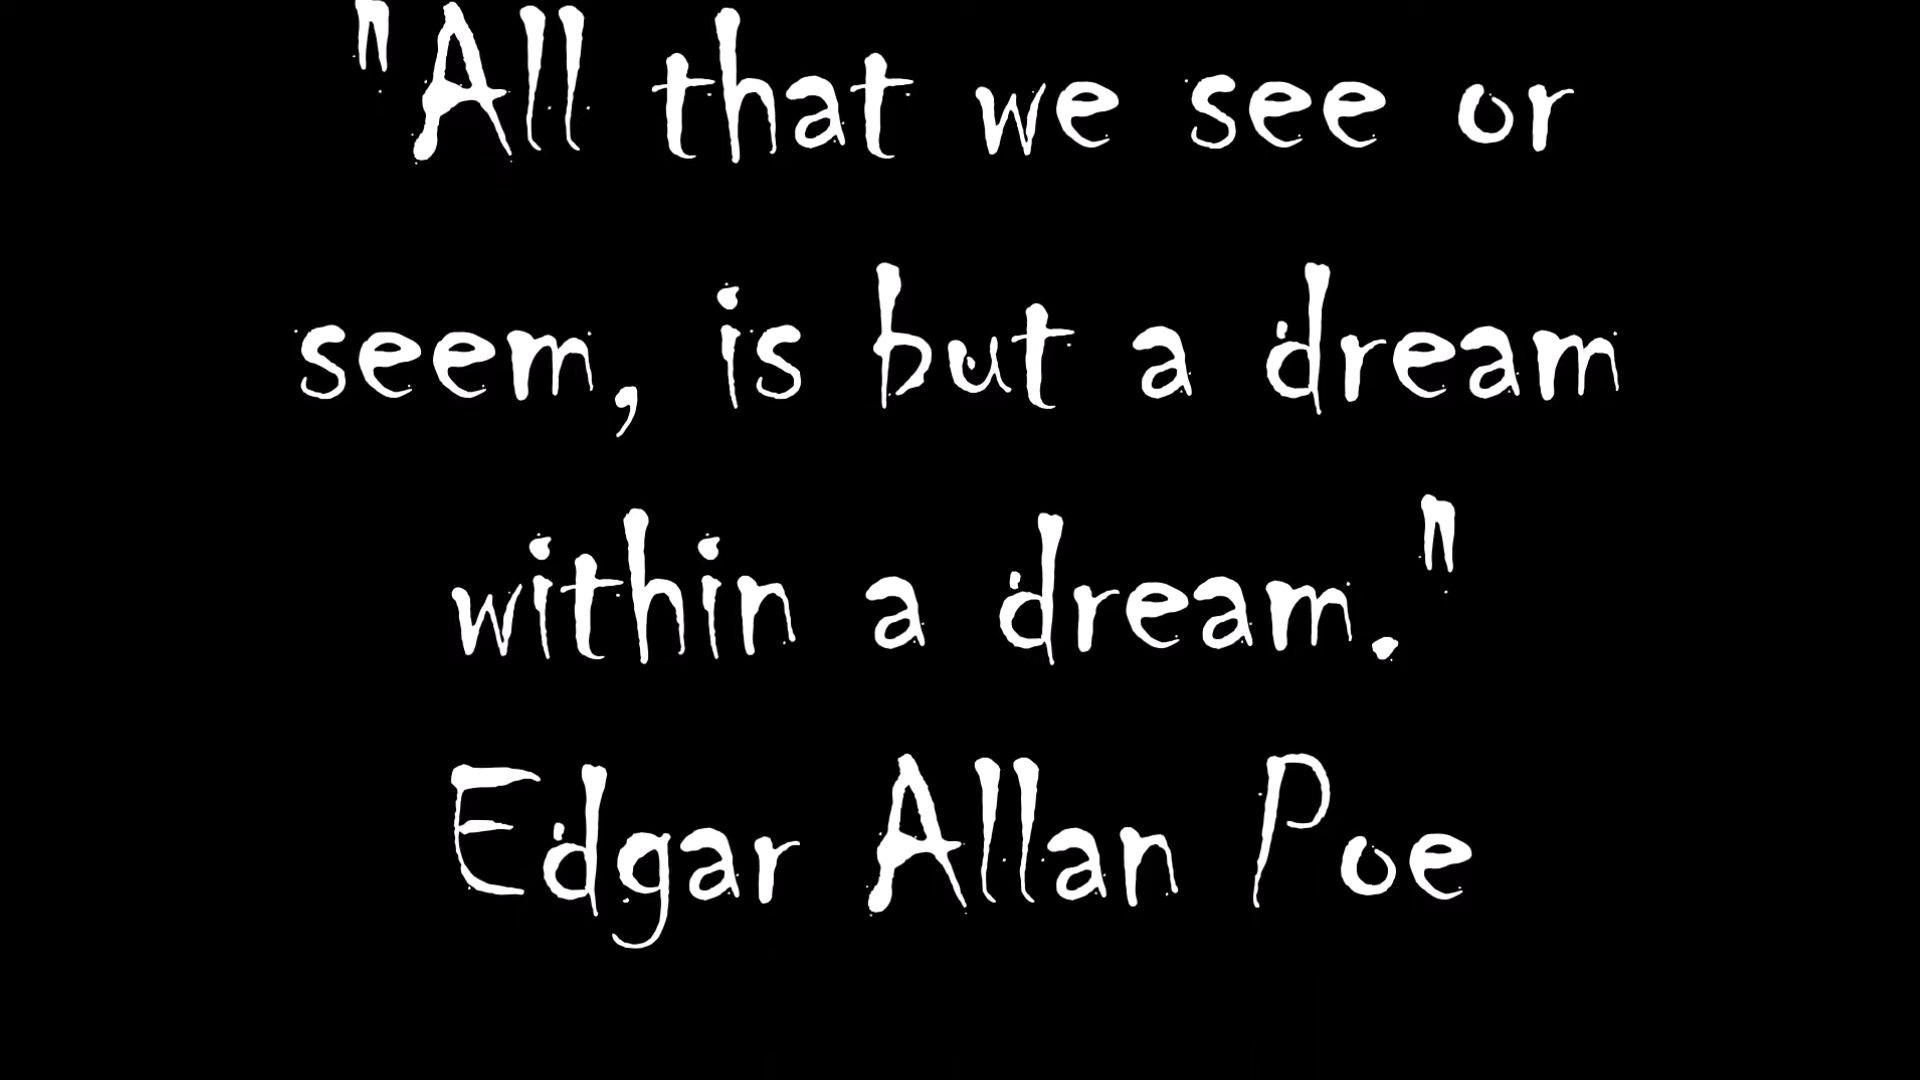 "All that we see or
seem, is but a dream
within a dream."
Edgar Allan Poe